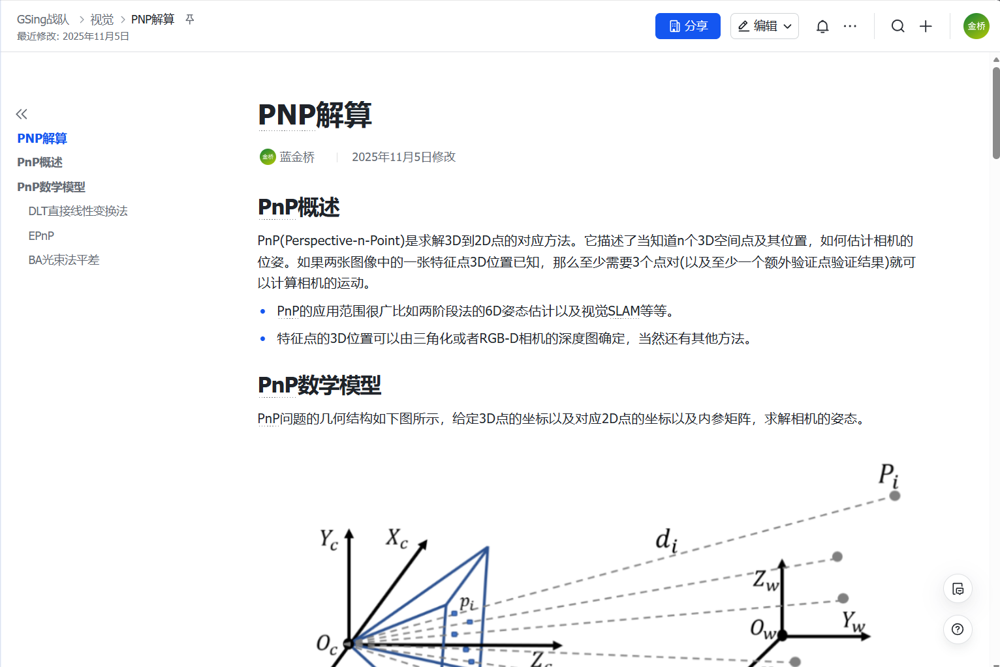 GSing战队 > 视觉 > PNP解算
最近修改: 2025年11月5日
分享
编辑
金桥
PNP解算
PnP概述
PnP数学模型
DLT直接线性变换法
EPnP
BA光束法平差
PNP解算
金桥 蓝金桥 | 2025年11月5日修改
PnP概述
PnP(Perspective-n-Point)是求解3D到2D点的对应方法。它描述了当知道n个3D空间点及其位置，如何估计相机的
位姿。如果两张图像中的一张特征点3D位置已知，那么至少需要3个点对(以及至少一个额外验证点验证结果)就可
以计算相机的运动。
• PnP的应用范围很广比如两阶段法的6D姿态估计以及视觉SLAM等等。
• 特征点的3D位置可以由三角化或者RGB-D相机的深度图确定，当然还有其他方法。
PnP数学模型
PnP问题的几何结构如下图所示，给定3D点的坐标以及对应2D点的坐标以及内参矩阵，求解相机的姿态。
P_i
Y_c
X_c
d_i
Z_w
p_i
Y_w
O_w
O_c
Z_c